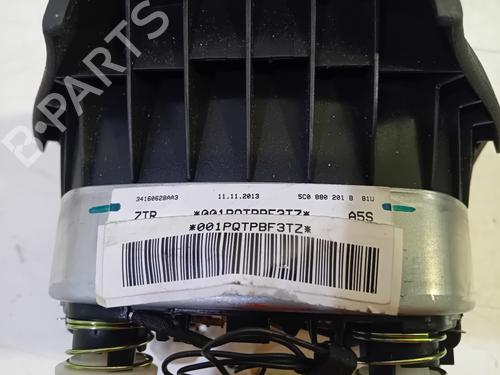 B-PARTS
34160628AA3 11.11.2013 5C0 880 201 B 81U
ZTR *001PQTPBF3TZ* A5S
*001PQTPBF3TZ*